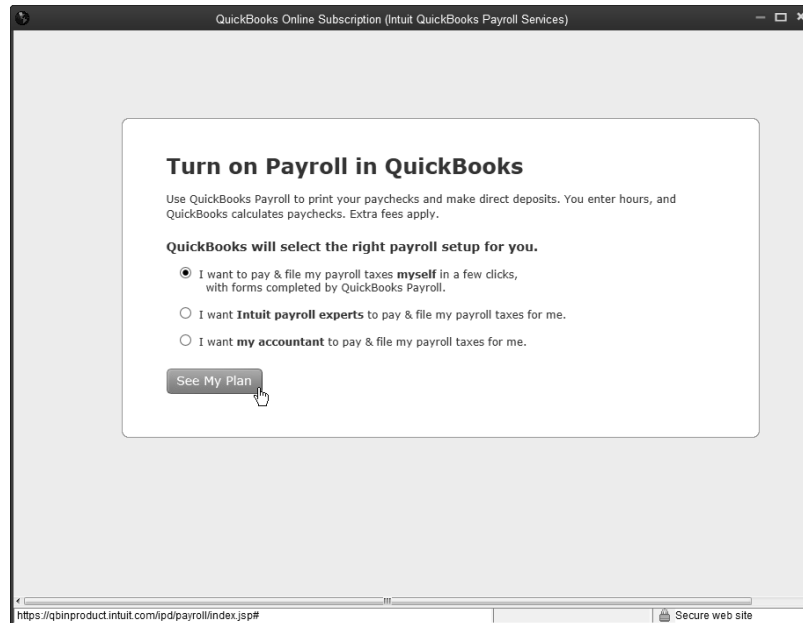 QuickBooks Online Subscription (Intuit QuickBooks Payroll Services)
Turn on Payroll in QuickBooks
Use QuickBooks Payroll to print your paychecks and make direct deposits. You enter hours, and
QuickBooks calculates paychecks. Extra fees apply.
QuickBooks will select the right payroll setup for you.
I want to pay & file my payroll taxes myself in a few clicks,
with forms completed by QuickBooks Payroll.
I want Intuit payroll experts to pay & file my payroll taxes for me.
I want my accountant to pay & file my payroll taxes for me.
See My Plan
https://qbinproduct.intuit.com/ipd/payroll/index.jsp#
Secure web site